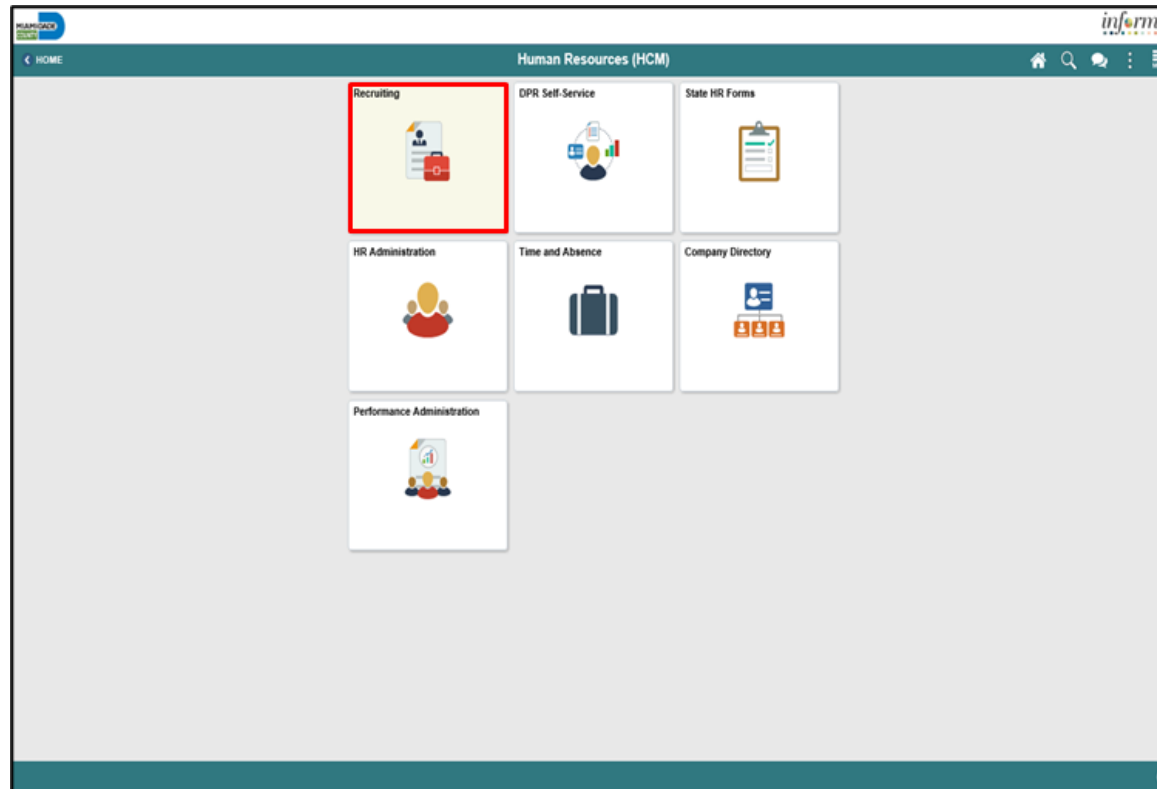 MIAMI-DADE
COUNTY
inform
HOME
Human Resources (HCM)
Recruiting
DPR Self-Service
State HR Forms
HR Administration
Time and Absence
Company Directory
Performance Administration